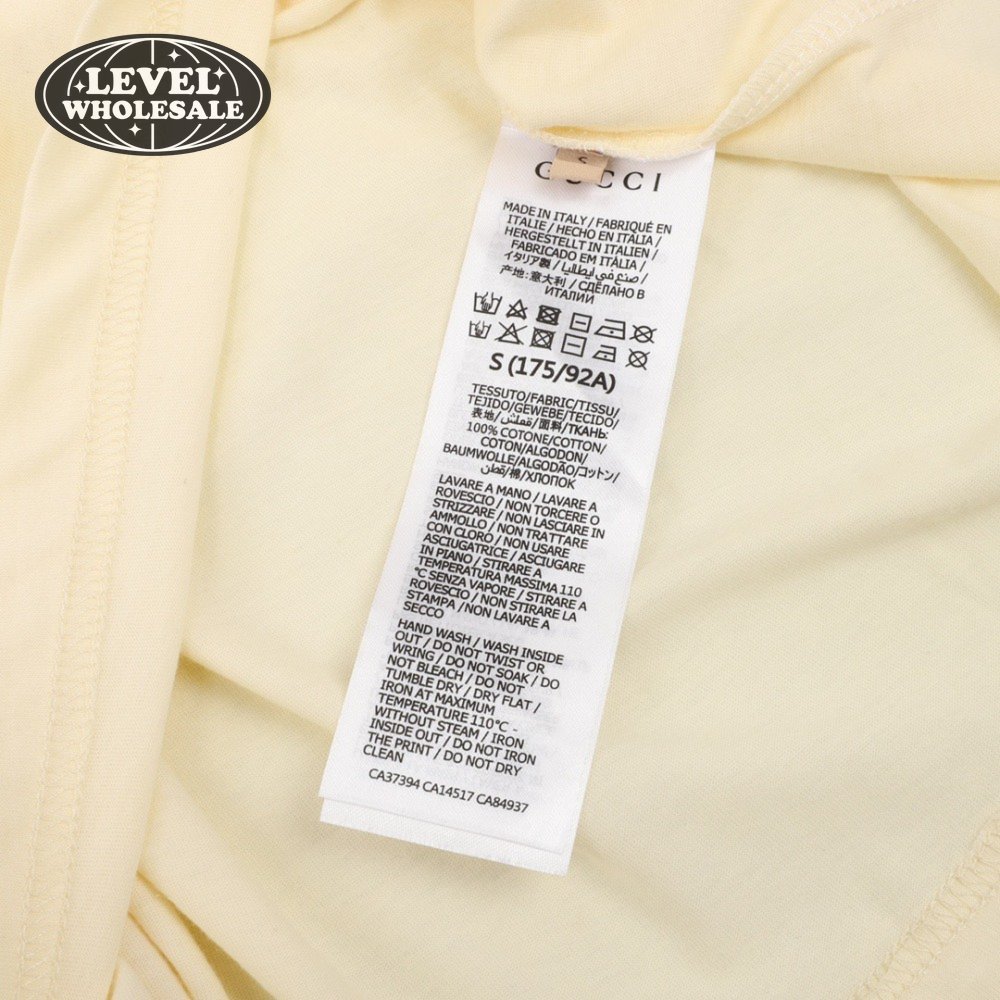 LEVEL
WHOLESALE
S
GUCCI
MADE IN ITALY / FABRIQUÉ EN
ITALIE / HECHO EN ITALIA /
HERGESTELLT IN ITALIEN /
FABRICADO EM ITÁLIA /
イタリア製 / صنع في إيطاليا /
产地:意大利 / СДЕЛАНО В
ИТАЛИИ
S (175/92A)
TESSUTO/FABRIC/TISSU/
TEJIDO/GEWEBE/TECIDO/
表地/قماش/面料/ТКАНЬ:
100% COTONE/COTTON/
COTON/ALGODON/
BAUMWOLLE/ALGODÃO/コットン/
قطن/棉/ХЛОПОК
LAVARE A MANO / LAVARE A
ROVESCIO / NON TORCERE O
STRIZZARE / NON LASCIARE IN
AMMOLLO / NON TRATTARE
CON CLORO / NON USARE
ASCIUGATRICE / ASCIUGARE
IN PIANO / STIRARE A
TEMPERATURA MASSIMA 110
°C SENZA VAPORE / STIRARE A
ROVESCIO / NON STIRARE LA
STAMPA / NON LAVARE A
SECCO
HAND WASH / WASH INSIDE
OUT / DO NOT TWIST OR
WRING / DO NOT SOAK / DO
NOT BLEACH / DO NOT
TUMBLE DRY / DRY FLAT /
IRON AT MAXIMUM
TEMPERATURE 110°C -
WITHOUT STEAM / IRON
INSIDE OUT / DO NOT IRON
THE PRINT / DO NOT DRY
CLEAN
CA37394 CA14517 CA84937